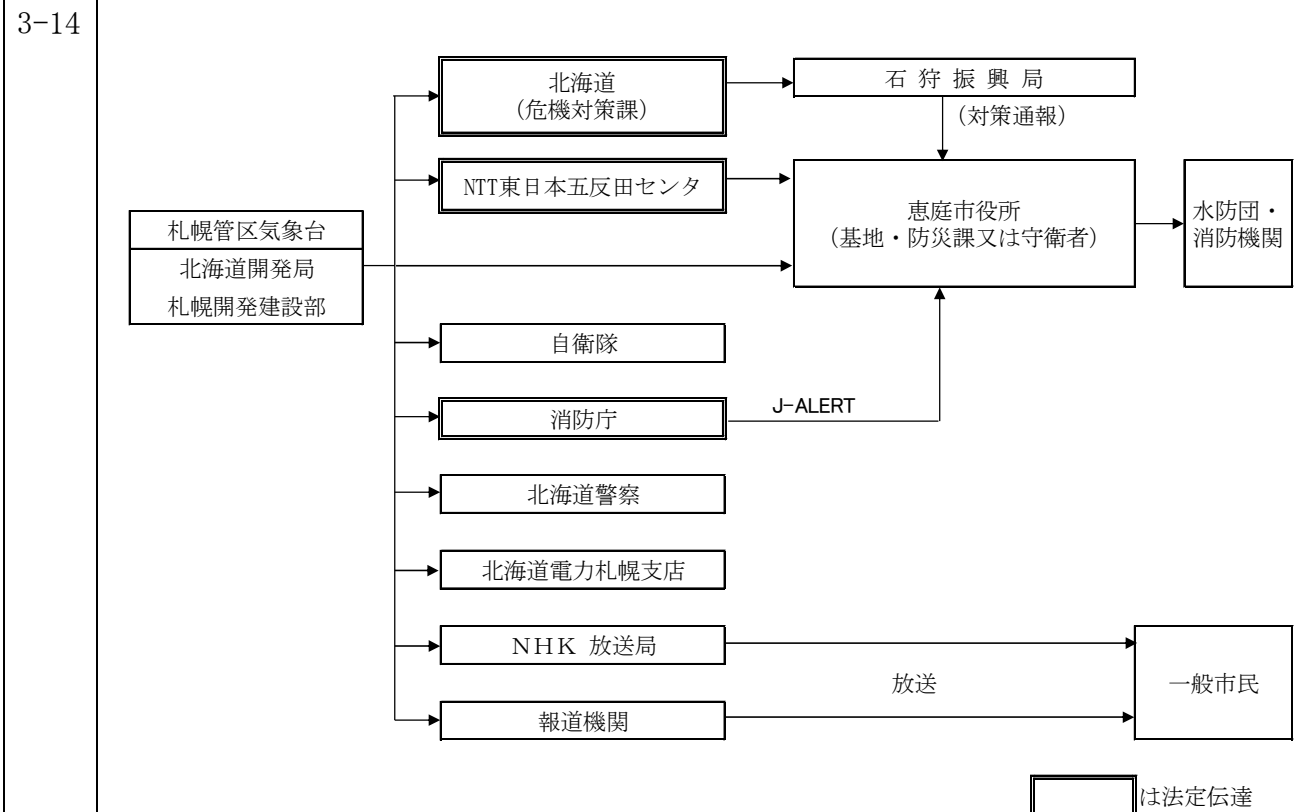 3-14
北海道
（危機対策課）
石 狩 振 興 局
（対策通報）
NTT東日本五反田センタ
恵庭市役所
（基地・防災課又は守衛者）
水防団・
消防機関
札幌管区気象台
北海道開発局
札幌開発建設部
自衛隊
消防庁
J-ALERT
北海道警察
北海道電力札幌支店
ＮＨＫ 放送局
放送
一般市民
報道機関
は法定伝達